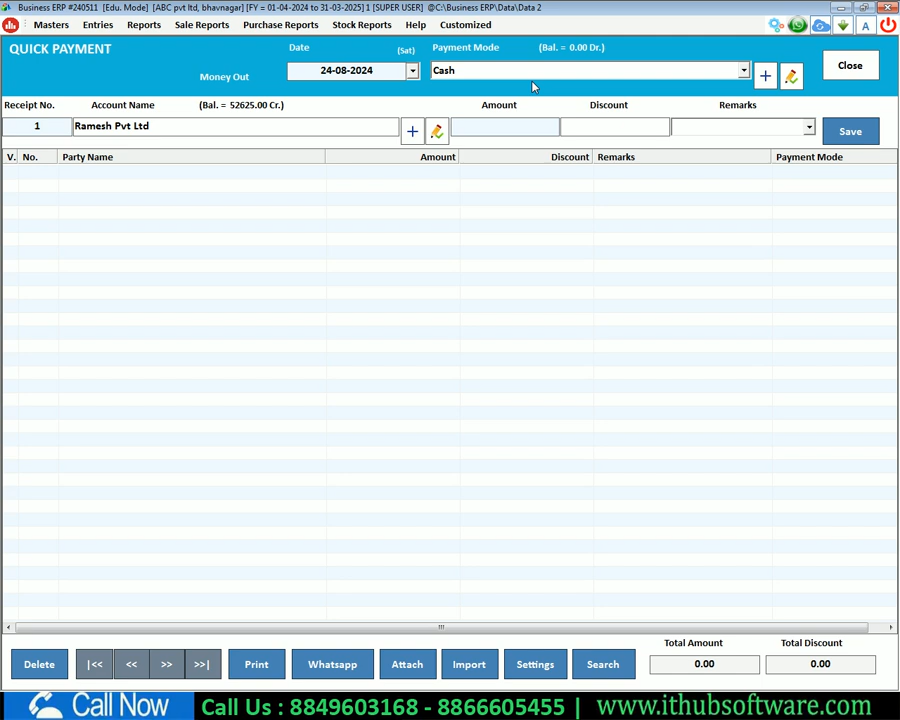 Business ERP #240511 [Edu. Mode] [ABC pvt ltd, bhavnagar] [FY = 01-04-2024 to 31-03-2025] 1 [SUPER USER] @C:\Business ERP\Data\Data 2
Masters Entries Reports Sale Reports Purchase Reports Stock Reports Help Customized A
QUICK PAYMENT Date (Sat) Payment Mode (Bal. = 0.00 Dr.)
Money Out 24-08-2024 Cash + Close
Receipt No. Account Name (Bal. = 52625.00 Cr.) Amount Discount Remarks
1 Ramesh Pvt Ltd + Save
V. No. Party Name Amount Discount Remarks Payment Mode
Total Amount Total Discount
Delete |<< << >> >>| Print Whatsapp Attach Import Settings Search 0.00 0.00
Call Now Call Us : 8849603168 - 8866605455 | www.ithubsoftware.com